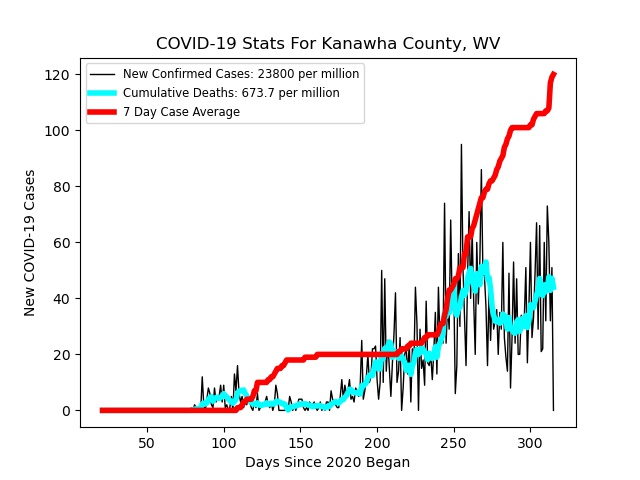 COVID-19 Stats For Kanawha County, WV
New Confirmed Cases: 23800 per million
Cumulative Deaths: 673.7 per million
7 Day Case Average
New COVID-19 Cases
120
100
80
60
40
20
0
50 100 150 200 250 300
Days Since 2020 Began